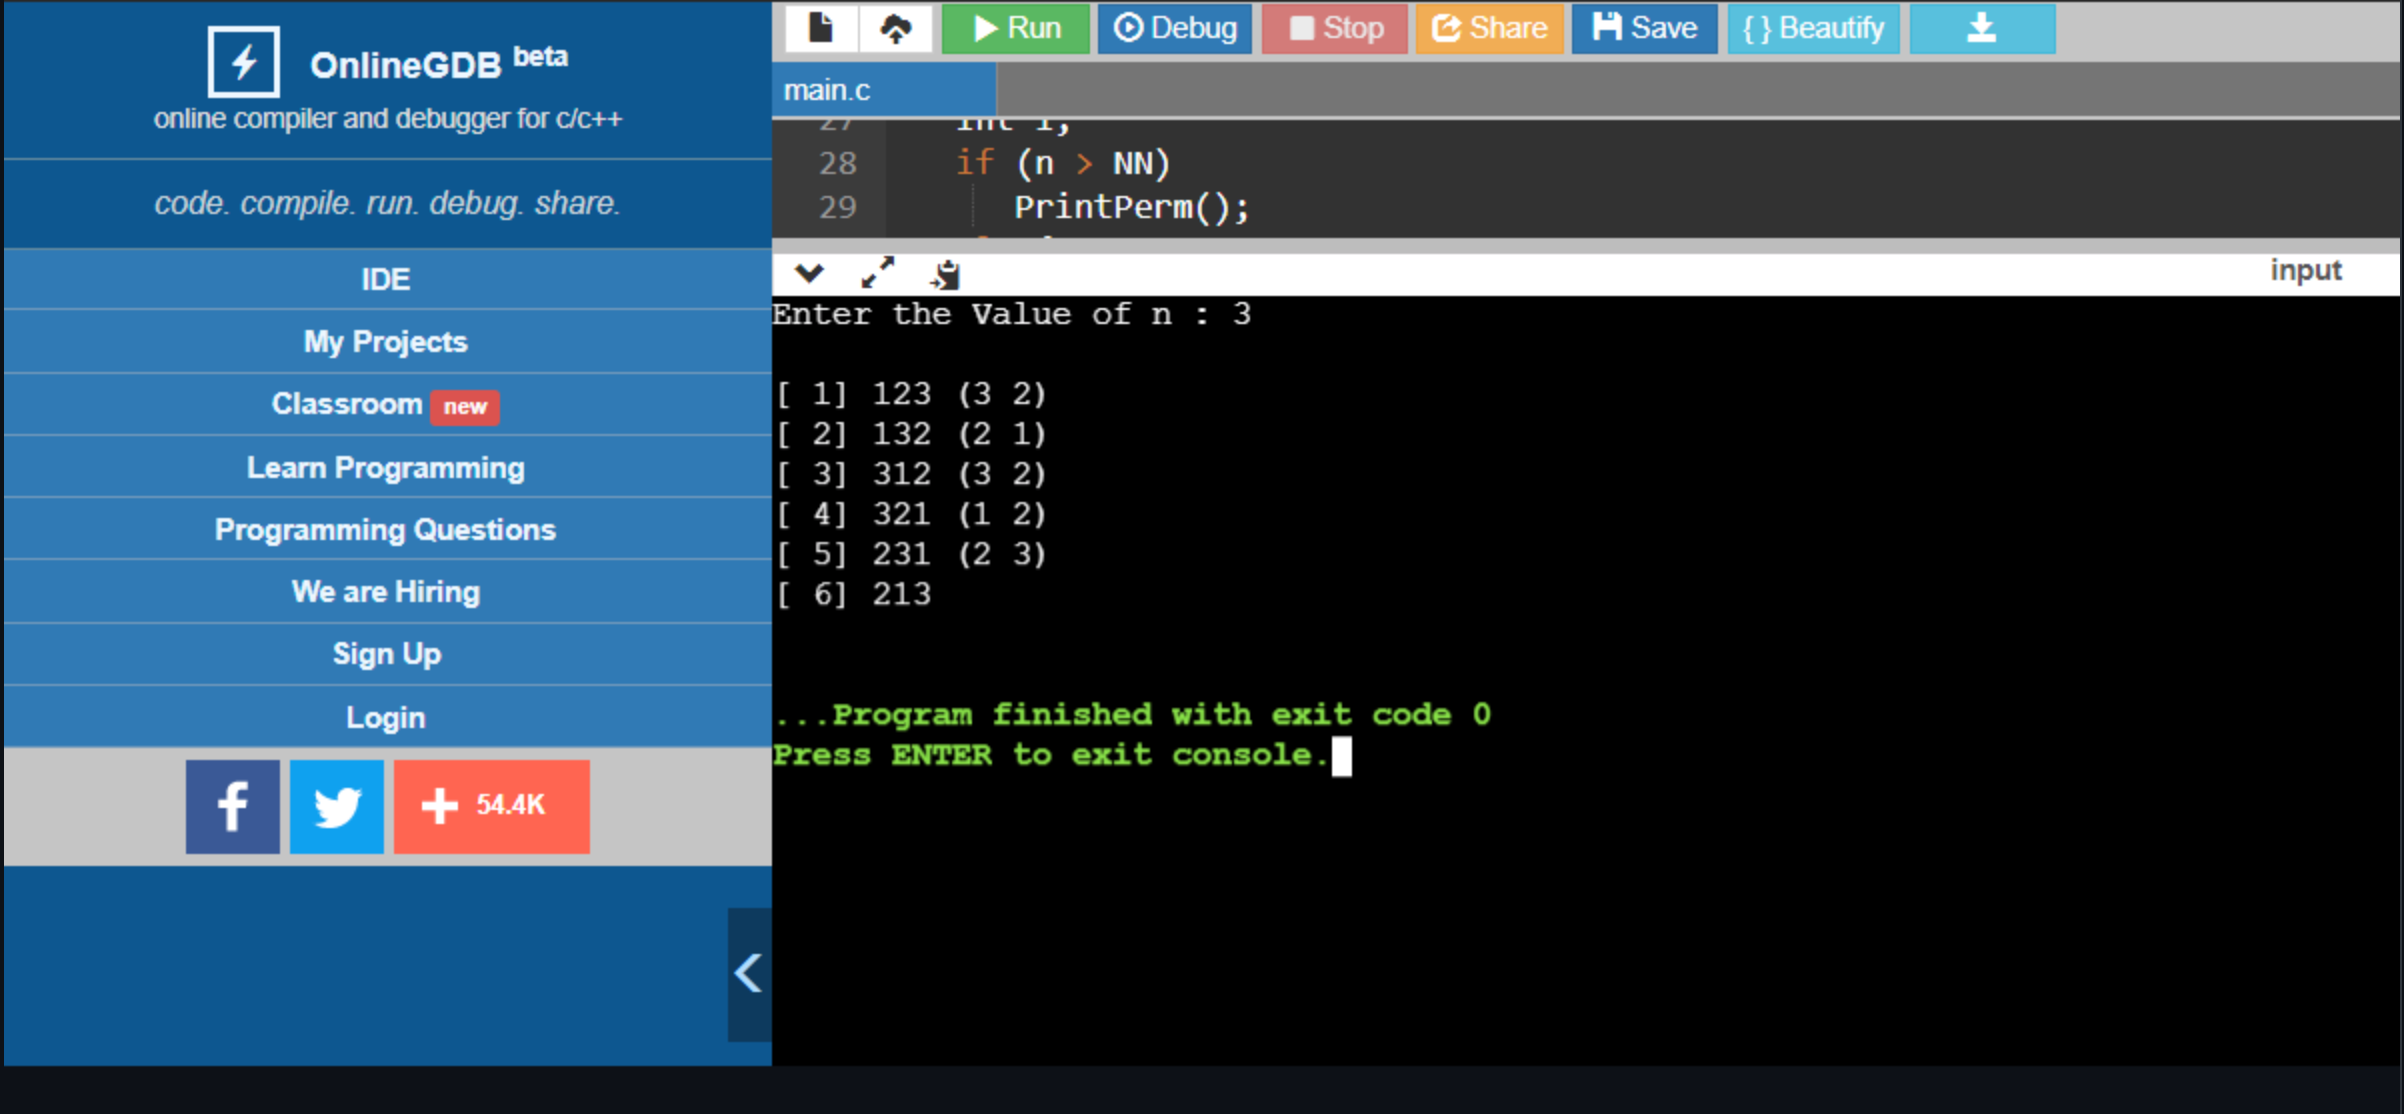 OnlineGDB beta
online compiler and debugger for c/c++
code. compile. run. debug. share.
IDE
My Projects
Classroom new
Learn Programming
Programming Questions
We are Hiring
Sign Up
Login
54.4K
Run Debug Stop Share Save { } Beautify
main.c
27 int i;
28 if (n > NN)
29 PrintPerm();
input
Enter the Value of n : 3
[ 1] 123 (3 2)
[ 2] 132 (2 1)
[ 3] 312 (3 2)
[ 4] 321 (1 2)
[ 5] 231 (2 3)
[ 6] 213
...Program finished with exit code 0
Press ENTER to exit console.